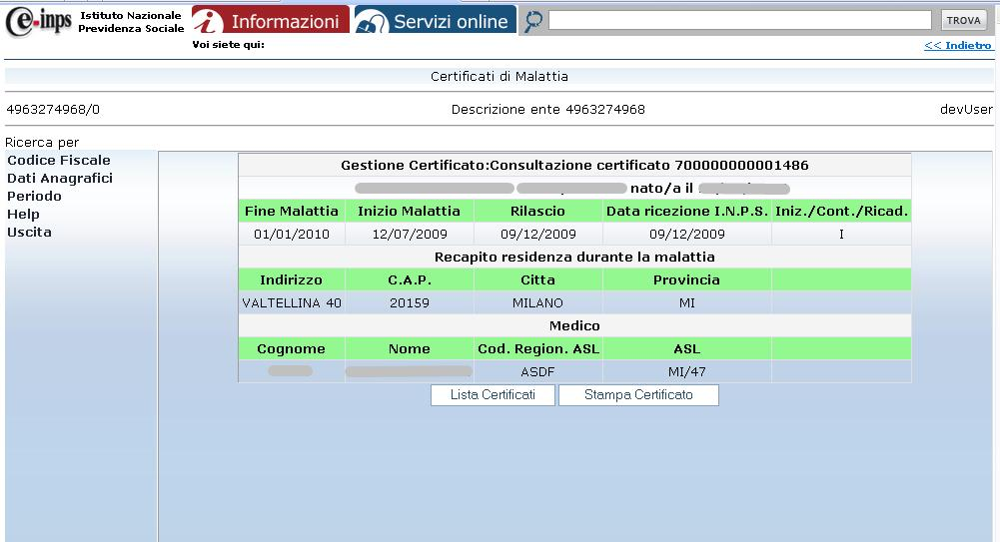 e-inps Istituto Nazionale Previdenza Sociale
Informazioni
Servizi online
TROVA
Voi siete qui:
<< Indietro
Certificati di Malattia
4963274968/0 Descrizione ente 4963274968 devUser
Ricerca per
Codice Fiscale
Dati Anagrafici
Periodo
Help
Uscita
Gestione Certificato:Consultazione certificato 700000000001486
nato/a il
Fine Malattia Inizio Malattia Rilascio Data ricezione I.N.P.S. Iniz./Cont./Ricad.
01/01/2010 12/07/2009 09/12/2009 09/12/2009 I
Recapito residenza durante la malattia
Indirizzo C.A.P. Citta Provincia
VALTELLINA 40 20159 MILANO MI
Medico
Cognome Nome Cod. Region. ASL ASL
ASDF MI/47
Lista Certificati Stampa Certificato